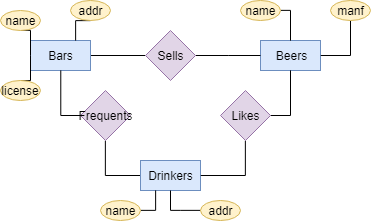 name
addr
name
manf
Bars
Sells
Beers
license
Frequents
Likes
Drinkers
name
addr